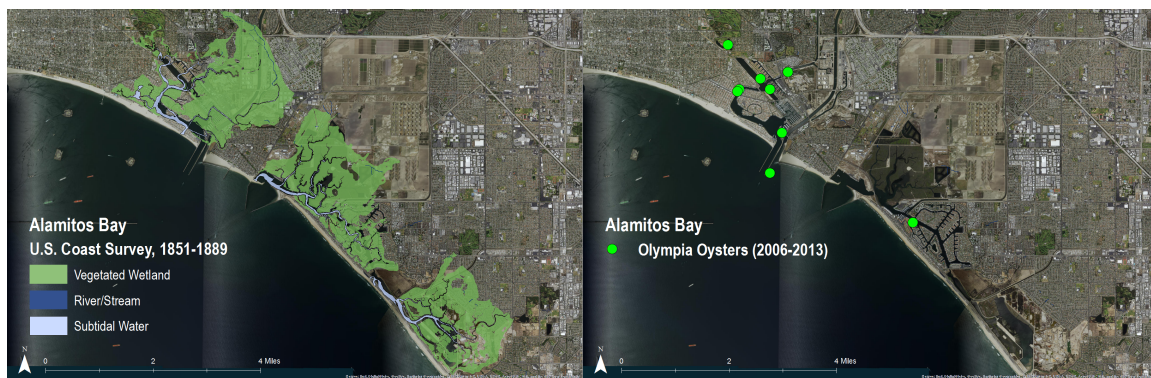 Alamitos Bay
U.S. Coast Survey, 1851-1889
Vegetated Wetland
River/Stream
Subtidal Water
N
0 2 4 Miles
Alamitos Bay
Olympia Oysters (2006-2013)
N
0 2 4 Miles